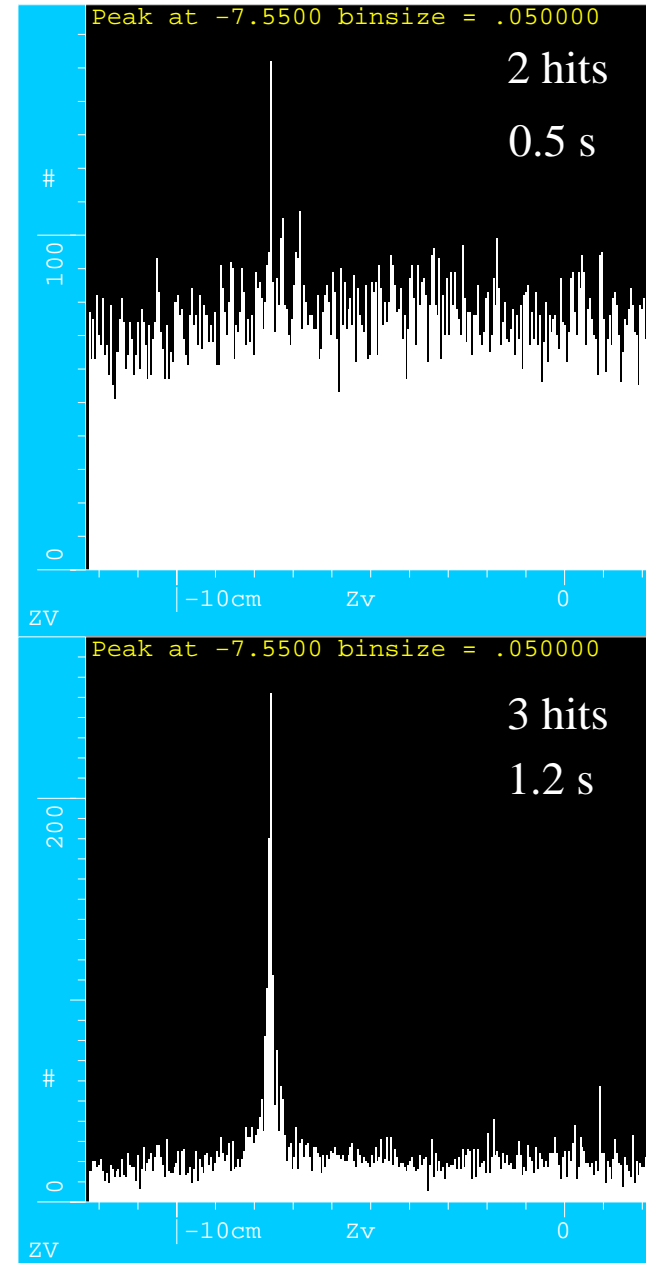 Peak at −7.5500 binsize = .050000
2 hits
0.5 s
#
100
0
−10cm Zv 0
ZV
Peak at −7.5500 binsize = .050000
3 hits
1.2 s
200
#
0
−10cm Zv 0
ZV